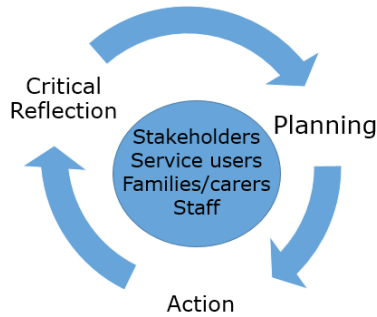 Critical
Reflection
Planning
Stakeholders
Service users
Families/carers
Staff
Action